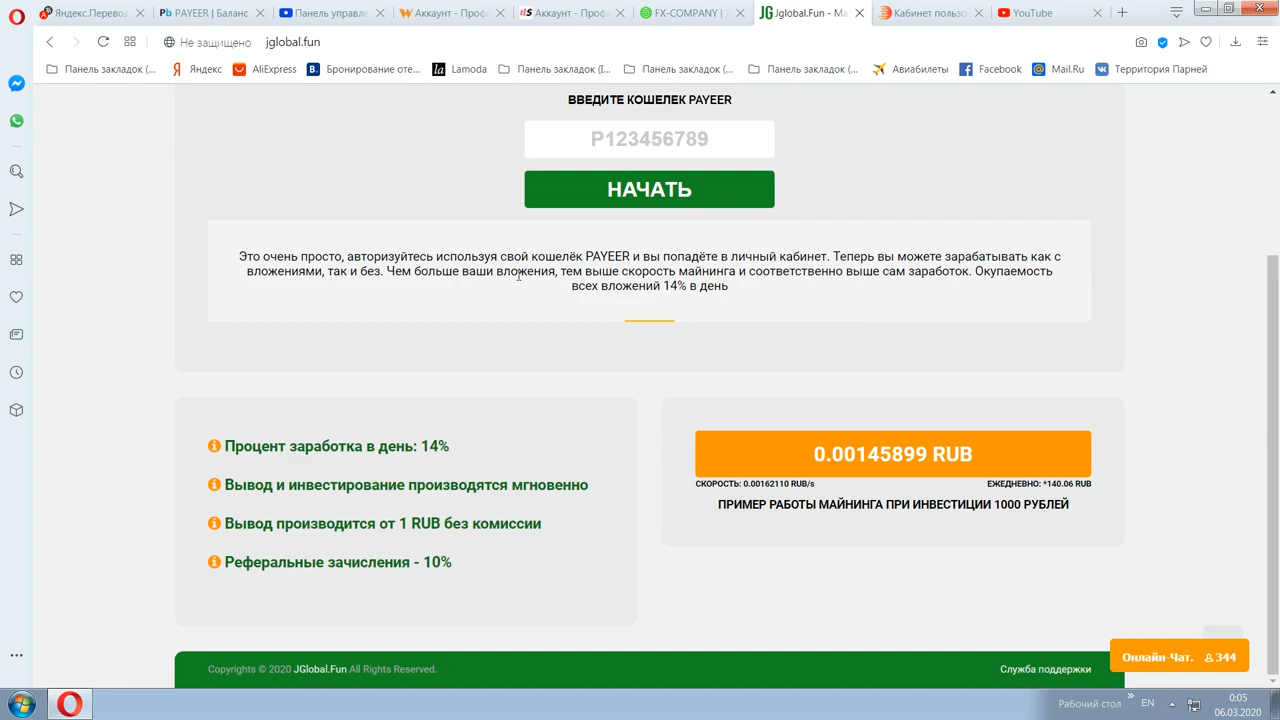 Яндекс.Перевод
PAYEER | Баланс
Панель управле
Аккаунт - Профи
Аккаунт - Профи
FX-COMPANY |
Jglobal.Fun - Ма
Кабинет пользо
YouTube
Не защищено jglobal.fun
Панель закладок (...
Яндекс
AliExpress
Бронирование оте...
Lamoda
Панель закладок (I...
Панель закладок (...
Панель закладок (...
Авиабилеты
Facebook
Mail.Ru
Территория Парней
ВВЕДИТЕ КОШЕЛЕК PAYEER
P123456789
НАЧАТЬ
Это очень просто, авторизуйтесь используя свой кошелёк PAYEER и вы попадёте в личный кабинет. Теперь вы можете зарабатывать как с
вложениями, так и без. Чем больше ваши вложения, тем выше скорость майнинга и соответственно выше сам заработок. Окупаемость
всех вложений 14% в день
Процент заработка в день: 14%
Вывод и инвестирование производятся мгновенно
Вывод производится от 1 RUB без комиссии
Реферальные зачисления - 10%
0.00145899 RUB
СКОРОСТЬ: 0.00162110 RUB/s
ЕЖЕДНЕВНО: *140.06 RUB
ПРИМЕР РАБОТЫ МАЙНИНГА ПРИ ИНВЕСТИЦИИ 1000 РУБЛЕЙ
Онлайн-Чат. 344
Copyrights © 2020 JGlobal.Fun All Rights Reserved.
Служба поддержки
Рабочий стол
EN
0:05
06.03.2020